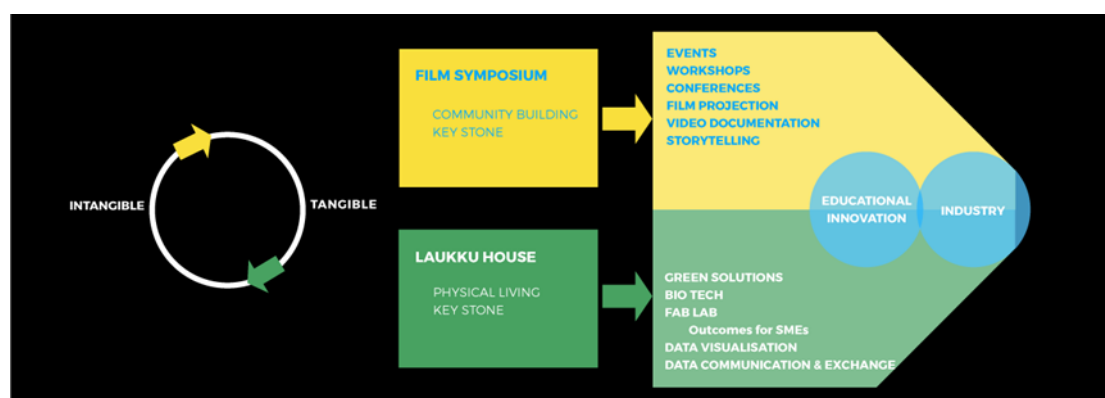 INTANGIBLE
TANGIBLE
FILM SYMPOSIUM
COMMUNITY BUILDING
KEY STONE
LAUKKU HOUSE
PHYSICAL LIVING
KEY STONE
EVENTS
WORKSHOPS
CONFERENCES
FILM PROJECTION
VIDEO DOCUMENTATION
STORYTELLING
EDUCATIONAL
INNOVATION
INDUSTRY
GREEN SOLUTIONS
BIO TECH
FAB LAB
Outcomes for SMEs
DATA VISUALISATION
DATA COMMUNICATION & EXCHANGE